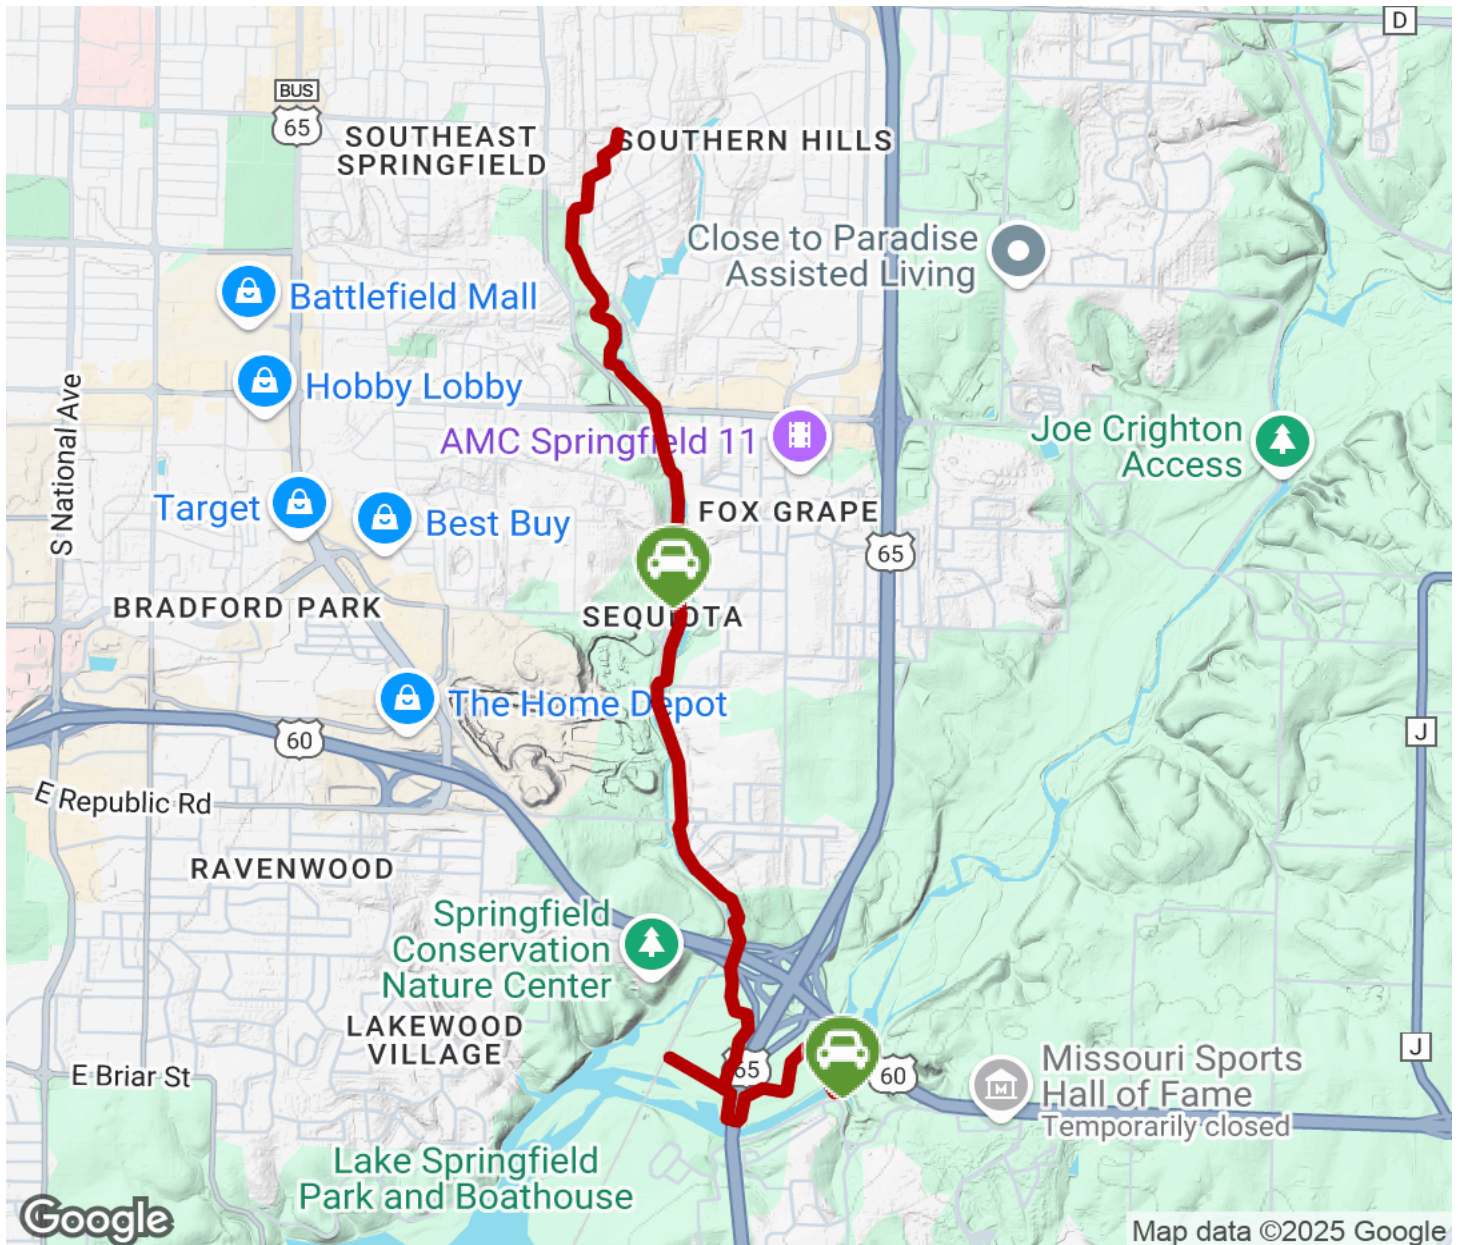 D
BUS
65
SOUTHEAST
SPRINGFIELD
SOUTHERN HILLS
Close to Paradise
Assisted Living
Battlefield Mall
Hobby Lobby
S National Ave
AMC Springfield 11
Joe Crighton
Access
Target
Best Buy
FOX GRAPE
65
BRADFORD PARK
SEQUIOTA
The Home Depot
60
J
E Republic Rd
RAVENWOOD
Springfield
Conservation
Nature Center
LAKEWOOD
VILLAGE
E Briar St
65
60
J
Missouri Sports
Hall of Fame
Temporarily closed
Lake Springfield
Park and Boathouse
Google
Map data ©2025 Google